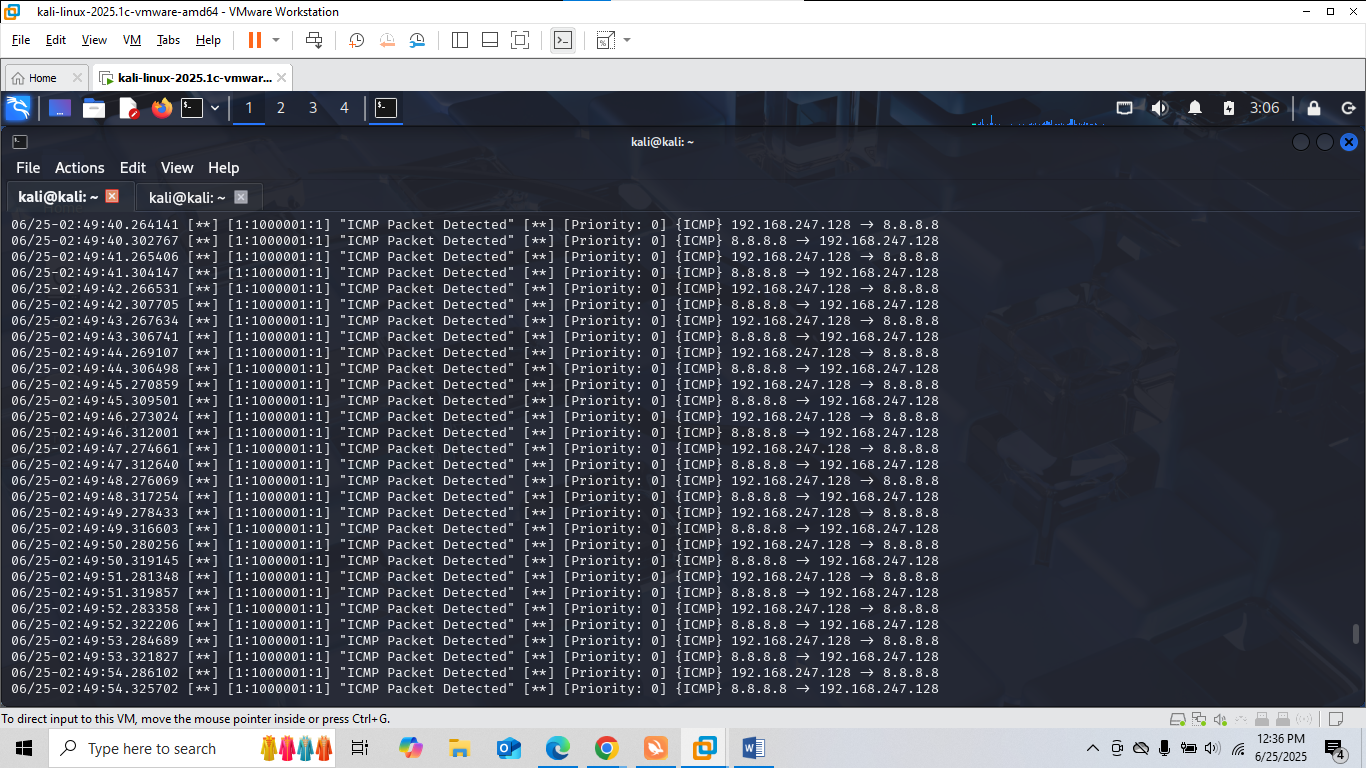 kali-linux-2025.1c-vmware-amd64 - VMware Workstation
File Edit View VM Tabs Help
Home kali-linux-2025.1c-vmwar...
1 2 3 4 3:06
kali@kali: ~
File Actions Edit View Help
kali@kali: ~ kali@kali: ~
06/25-02:49:40.264141 [**] [1:1000001:1] "ICMP Packet Detected" [**] [Priority: 0] {ICMP} 192.168.247.128 → 8.8.8.8
06/25-02:49:40.302767 [**] [1:1000001:1] "ICMP Packet Detected" [**] [Priority: 0] {ICMP} 8.8.8.8 → 192.168.247.128
06/25-02:49:41.265406 [**] [1:1000001:1] "ICMP Packet Detected" [**] [Priority: 0] {ICMP} 192.168.247.128 → 8.8.8.8
06/25-02:49:41.304147 [**] [1:1000001:1] "ICMP Packet Detected" [**] [Priority: 0] {ICMP} 8.8.8.8 → 192.168.247.128
06/25-02:49:42.266531 [**] [1:1000001:1] "ICMP Packet Detected" [**] [Priority: 0] {ICMP} 192.168.247.128 → 8.8.8.8
06/25-02:49:42.307705 [**] [1:1000001:1] "ICMP Packet Detected" [**] [Priority: 0] {ICMP} 8.8.8.8 → 192.168.247.128
06/25-02:49:43.267634 [**] [1:1000001:1] "ICMP Packet Detected" [**] [Priority: 0] {ICMP} 192.168.247.128 → 8.8.8.8
06/25-02:49:43.306741 [**] [1:1000001:1] "ICMP Packet Detected" [**] [Priority: 0] {ICMP} 8.8.8.8 → 192.168.247.128
06/25-02:49:44.269107 [**] [1:1000001:1] "ICMP Packet Detected" [**] [Priority: 0] {ICMP} 192.168.247.128 → 8.8.8.8
06/25-02:49:44.306498 [**] [1:1000001:1] "ICMP Packet Detected" [**] [Priority: 0] {ICMP} 8.8.8.8 → 192.168.247.128
06/25-02:49:45.270859 [**] [1:1000001:1] "ICMP Packet Detected" [**] [Priority: 0] {ICMP} 192.168.247.128 → 8.8.8.8
06/25-02:49:45.309501 [**] [1:1000001:1] "ICMP Packet Detected" [**] [Priority: 0] {ICMP} 8.8.8.8 → 192.168.247.128
06/25-02:49:46.273024 [**] [1:1000001:1] "ICMP Packet Detected" [**] [Priority: 0] {ICMP} 192.168.247.128 → 8.8.8.8
06/25-02:49:46.312001 [**] [1:1000001:1] "ICMP Packet Detected" [**] [Priority: 0] {ICMP} 8.8.8.8 → 192.168.247.128
06/25-02:49:47.274661 [**] [1:1000001:1] "ICMP Packet Detected" [**] [Priority: 0] {ICMP} 192.168.247.128 → 8.8.8.8
06/25-02:49:47.312640 [**] [1:1000001:1] "ICMP Packet Detected" [**] [Priority: 0] {ICMP} 8.8.8.8 → 192.168.247.128
06/25-02:49:48.276069 [**] [1:1000001:1] "ICMP Packet Detected" [**] [Priority: 0] {ICMP} 192.168.247.128 → 8.8.8.8
06/25-02:49:48.317254 [**] [1:1000001:1] "ICMP Packet Detected" [**] [Priority: 0] {ICMP} 8.8.8.8 → 192.168.247.128
06/25-02:49:49.278433 [**] [1:1000001:1] "ICMP Packet Detected" [**] [Priority: 0] {ICMP} 192.168.247.128 → 8.8.8.8
06/25-02:49:49.316603 [**] [1:1000001:1] "ICMP Packet Detected" [**] [Priority: 0] {ICMP} 8.8.8.8 → 192.168.247.128
06/25-02:49:50.280256 [**] [1:1000001:1] "ICMP Packet Detected" [**] [Priority: 0] {ICMP} 192.168.247.128 → 8.8.8.8
06/25-02:49:50.319145 [**] [1:1000001:1] "ICMP Packet Detected" [**] [Priority: 0] {ICMP} 8.8.8.8 → 192.168.247.128
06/25-02:49:51.281348 [**] [1:1000001:1] "ICMP Packet Detected" [**] [Priority: 0] {ICMP} 192.168.247.128 → 8.8.8.8
06/25-02:49:51.319857 [**] [1:1000001:1] "ICMP Packet Detected" [**] [Priority: 0] {ICMP} 8.8.8.8 → 192.168.247.128
06/25-02:49:52.283358 [**] [1:1000001:1] "ICMP Packet Detected" [**] [Priority: 0] {ICMP} 192.168.247.128 → 8.8.8.8
06/25-02:49:52.322206 [**] [1:1000001:1] "ICMP Packet Detected" [**] [Priority: 0] {ICMP} 8.8.8.8 → 192.168.247.128
06/25-02:49:53.284689 [**] [1:1000001:1] "ICMP Packet Detected" [**] [Priority: 0] {ICMP} 192.168.247.128 → 8.8.8.8
06/25-02:49:53.321827 [**] [1:1000001:1] "ICMP Packet Detected" [**] [Priority: 0] {ICMP} 8.8.8.8 → 192.168.247.128
06/25-02:49:54.286102 [**] [1:1000001:1] "ICMP Packet Detected" [**] [Priority: 0] {ICMP} 192.168.247.128 → 8.8.8.8
06/25-02:49:54.325702 [**] [1:1000001:1] "ICMP Packet Detected" [**] [Priority: 0] {ICMP} 8.8.8.8 → 192.168.247.128
To direct input to this VM, move the mouse pointer inside or press Ctrl+G.
Type here to search
12:36 PM
6/25/2025
4